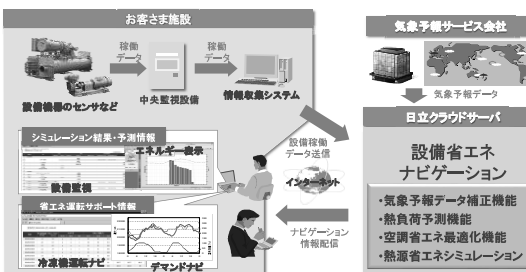 お客さま施設
稼働
データ
稼働
データ
設備機器のセンサなど
中央監視設備
情報収集システム
シミュレーション結果・予測情報
エネルギー表示
設備監視
省エネ運転サポート情報
冷凍機運転ナビ
デマンドナビ
設備稼働
データ送信
インターネット
ナビゲーション
情報配信
気象予報サービス会社
気象予報データ
日立クラウドサーバ
設備省エネ
ナビゲーション
・気象予報データ補正機能
・熱負荷予測機能
・空調省エネ最適化機能
・熱源省エネシミュレーション